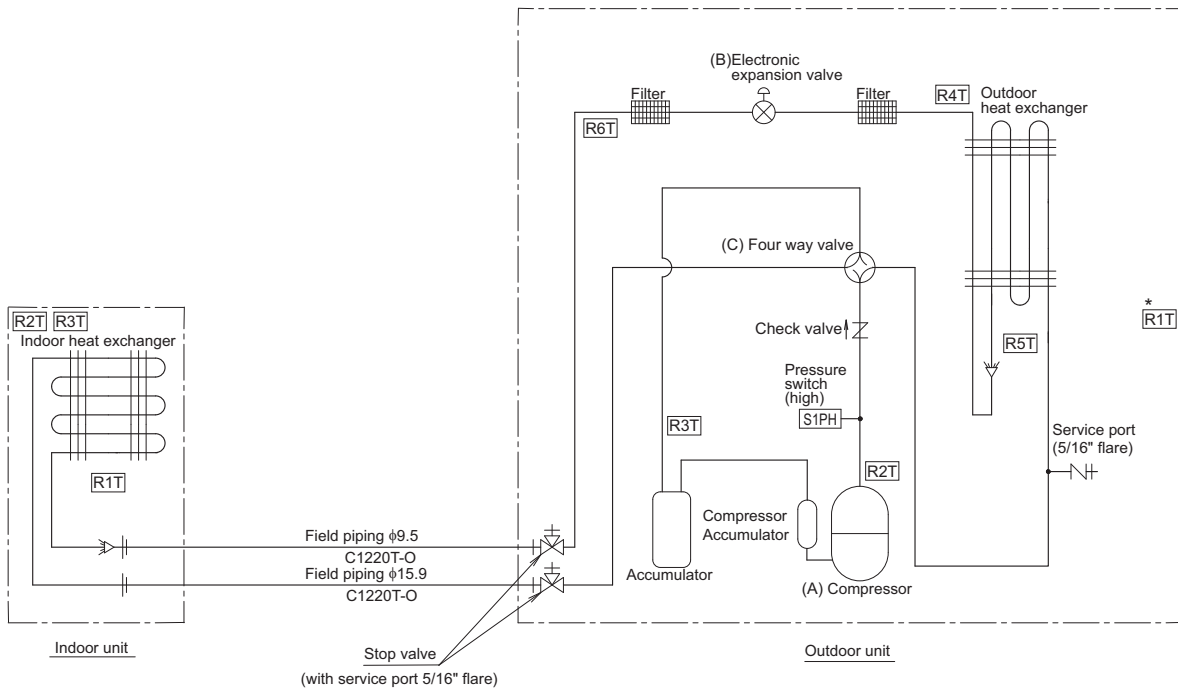 (B)Electronic
expansion valve
Filter
Filter
R4T
Outdoor
heat exchanger
R6T
(C) Four way valve
*
R1T
R2T R3T
Indoor heat exchanger
Check valve
R5T
Pressure
switch
(high)
S1PH
R3T
Service port
(5/16" flare)
R1T
R2T
Compressor
Accumulator
Field piping ϕ9.5
C1220T-O
Field piping ϕ15.9
C1220T-O
Accumulator
(A) Compressor
Indoor unit
Stop valve
(with service port 5/16" flare)
Outdoor unit